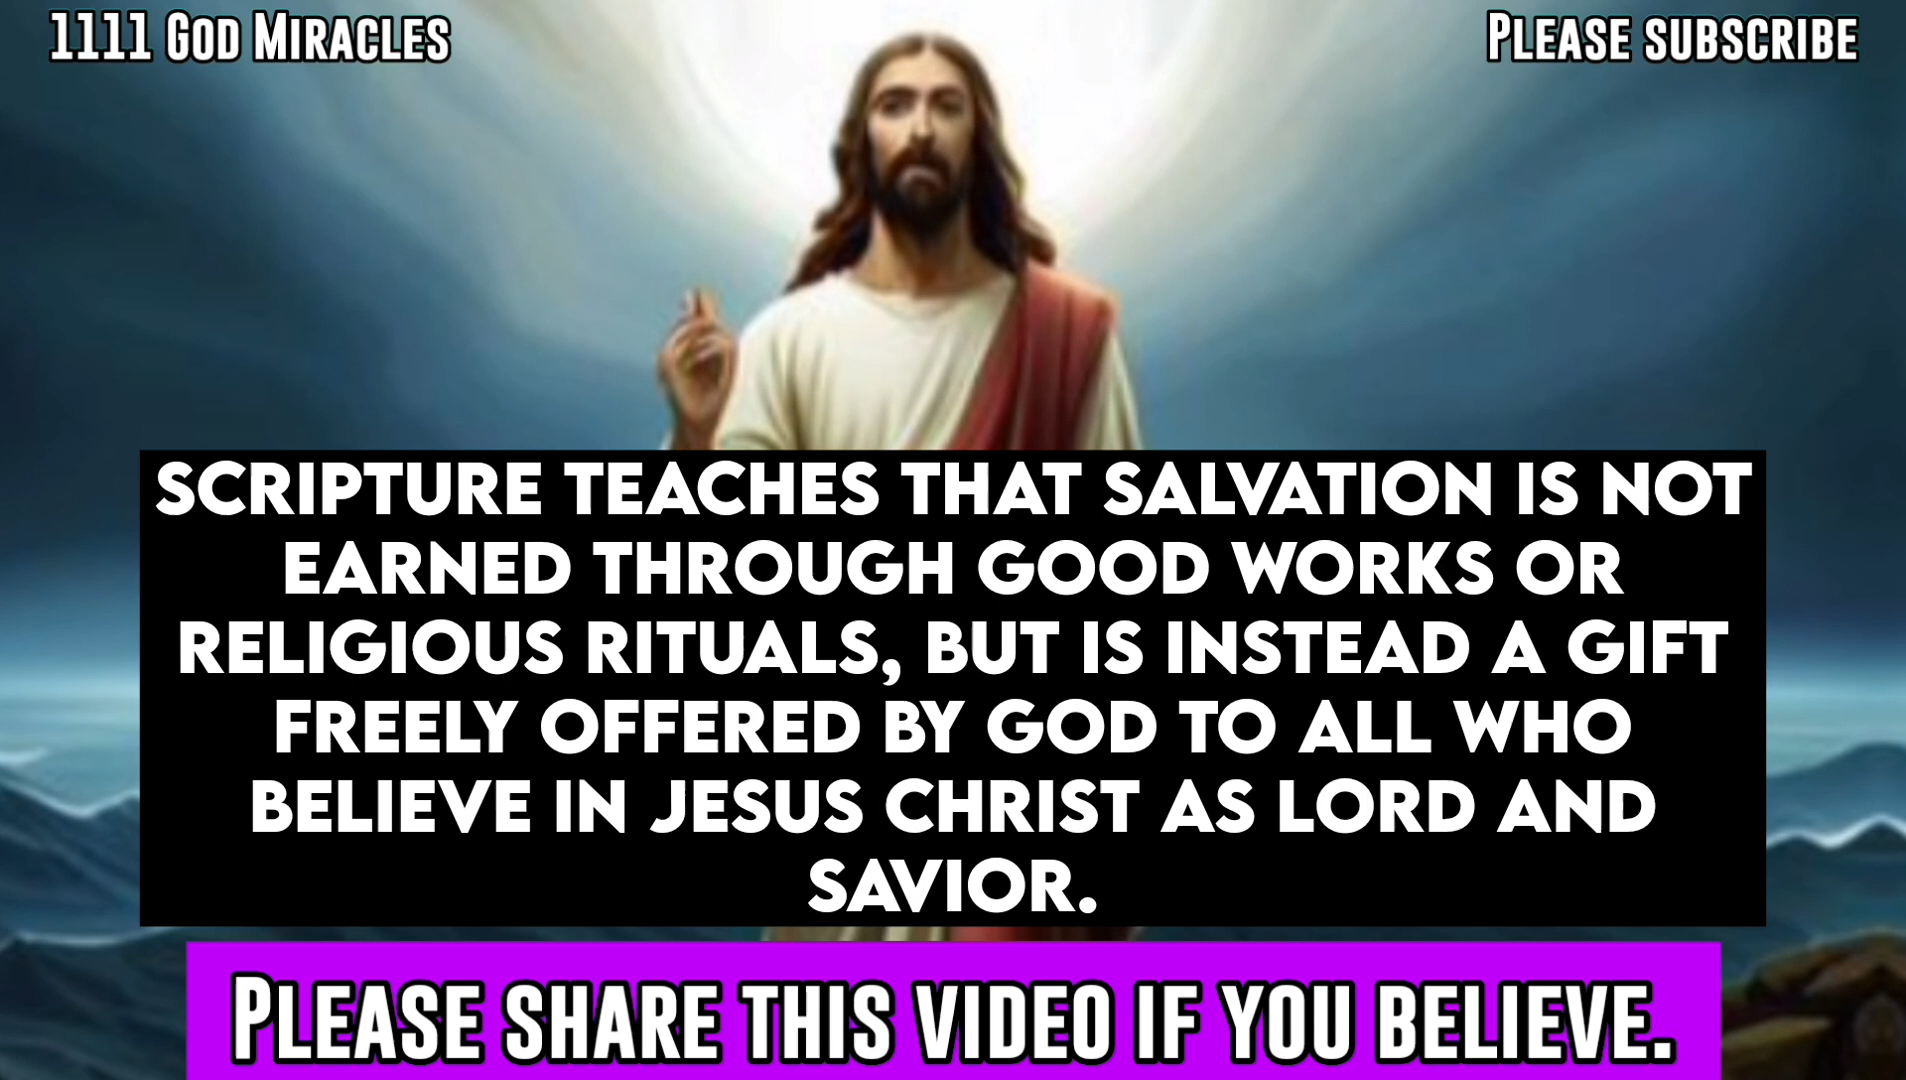 1111 God Miracles
Please subscribe
SCRIPTURE TEACHES THAT SALVATION IS NOT
EARNED THROUGH GOOD WORKS OR
RELIGIOUS RITUALS, BUT IS INSTEAD A GIFT
FREELY OFFERED BY GOD TO ALL WHO
BELIEVE IN JESUS CHRIST AS LORD AND
SAVIOR.
Please share this video if you believe.